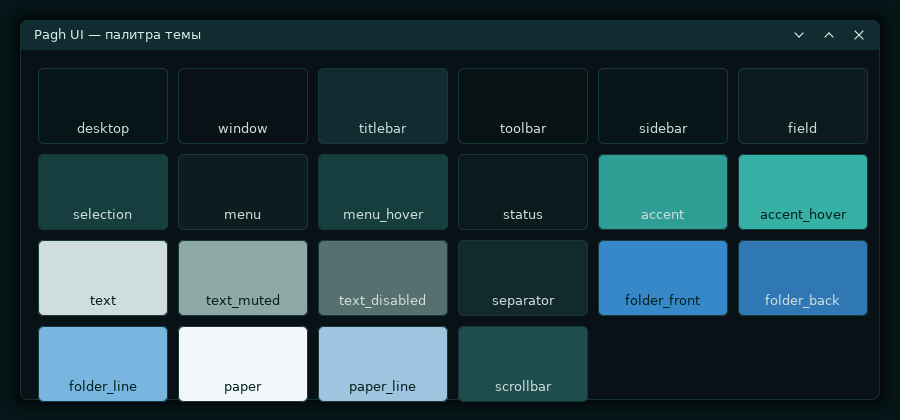 Pagh UI — палитра темы
desktop
window
titlebar
toolbar
sidebar
field
selection
menu
menu_hover
status
accent
accent_hover
text
text_muted
text_disabled
separator
folder_front
folder_back
folder_line
paper
paper_line
scrollbar